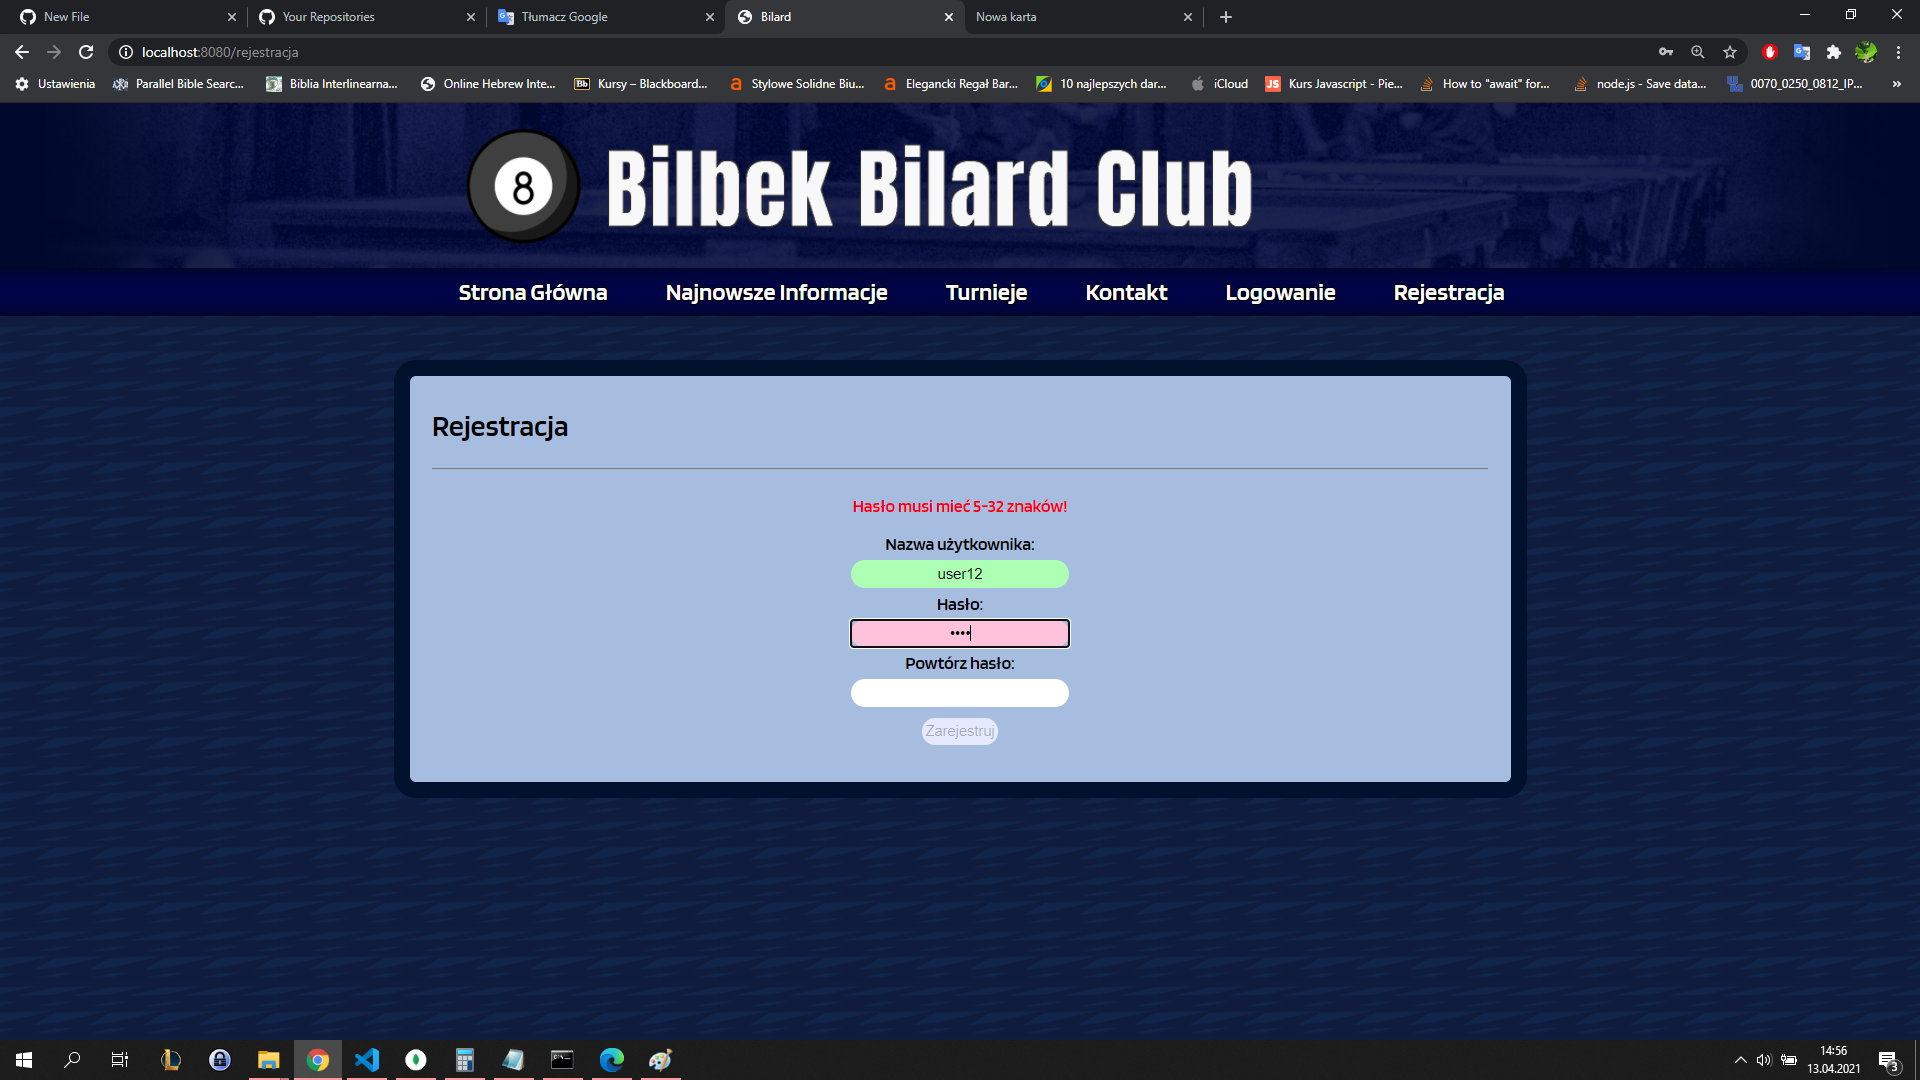 New File
Your Repositories
Tłumacz Google
Bilard
Nowa karta
localhost:8080/rejestracja
Ustawienia
Parallel Bible Searc...
Biblia Interlinearna...
Online Hebrew Inte...
Bb
Kursy – Blackboard...
a
Stylowe Solidne Biu...
a
Elegancki Regał Bar...
10 najlepszych dar...
iCloud
JS
Kurs Javascript - Pie...
How to "await" for...
node.js - Save data...
0070_0250_0812_IP...
»
8
Bilbek Bilard Club
Strona Główna
Najnowsze Informacje
Turnieje
Kontakt
Logowanie
Rejestracja
Rejestracja
Hasło musi mieć 5-32 znaków!
Nazwa użytkownika:
user12
Hasło:
••••
Powtórz hasło:
Zarejestruj
14:56
13.04.2021
3